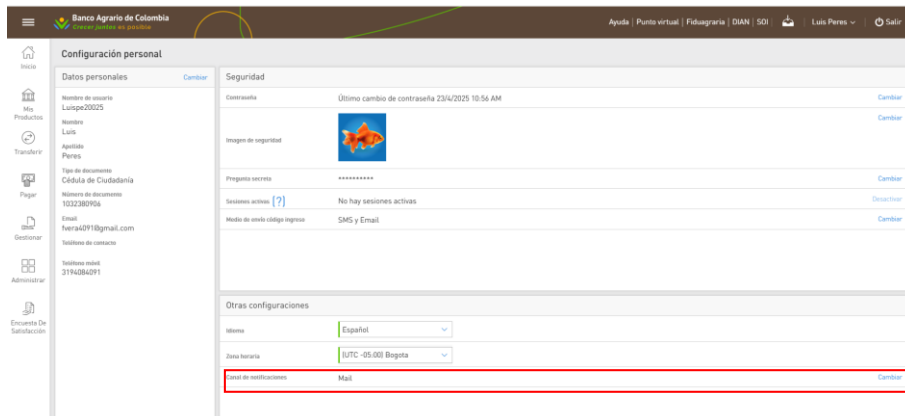 Banco Agrario de Colombia
Crecer juntos es posible
Ayuda | Punto virtual | Fiduagraria | DIAN | SOI | Luis Peres | Salir
Inicio
Mis Productos
Transferir
Pagar
Gestionar
Administrar
Encuesta De Satisfacción
Configuración personal
Datos personales Cambiar
Nombre de usuario
Luispe20025
Nombre
Luis
Apellido
Peres
Tipo de documento
Cédula de Ciudadanía
Número de documento
1032380906
Email
fvera4091@gmail.com
Teléfono de contacto
Teléfono móvil
3194084091
Seguridad
Contraseña Último cambio de contraseña 23/4/2025 10:56 AM Cambiar
Imagen de seguridad Cambiar
Pregunta secreta ********** Cambiar
Sesiones activas (?) No hay sesiones activas Desactivar
Medio de envío código ingreso SMS y Email Cambiar
Otras configuraciones
Idioma Español
Zona horaria (UTC -05:00) Bogota
Canal de notificaciones Mail Cambiar